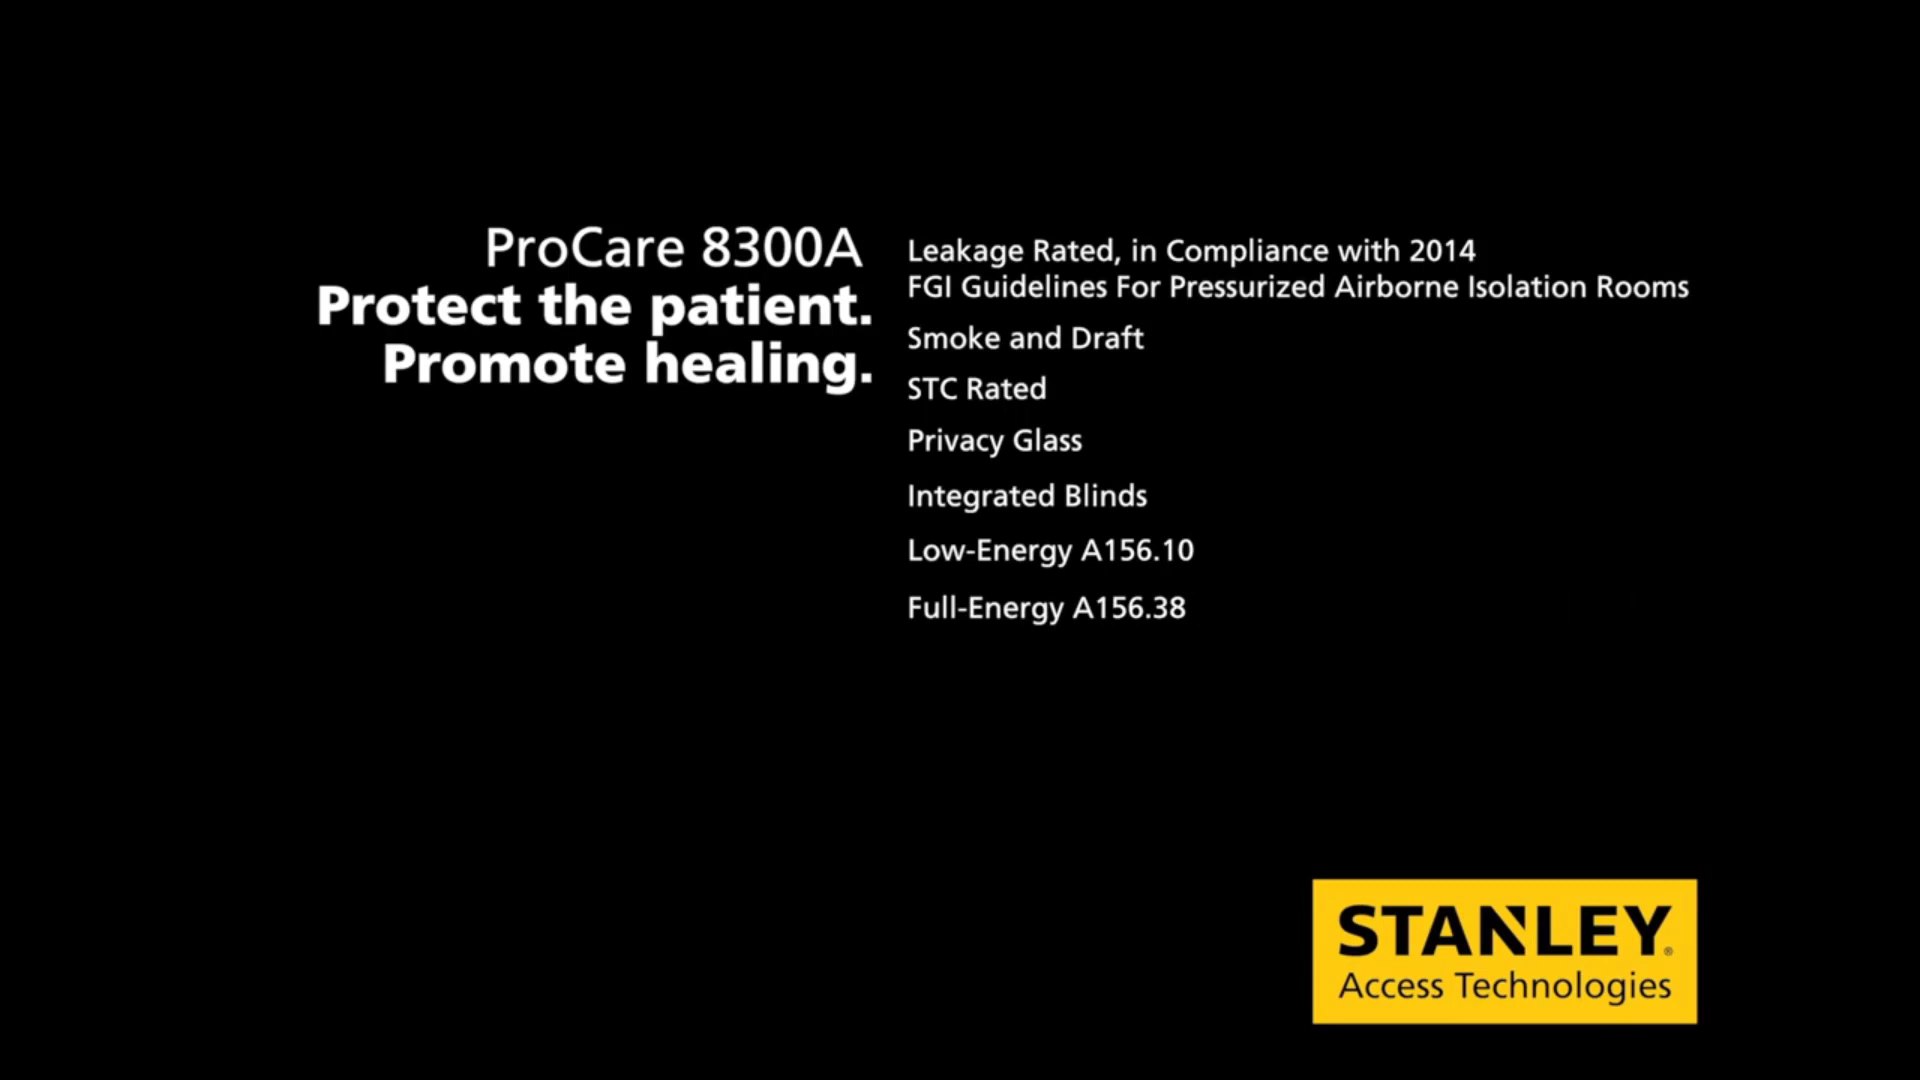 ProCare 8300A
Protect the patient.
Promote healing.
Leakage Rated, in Compliance with 2014
FGI Guidelines For Pressurized Airborne Isolation Rooms
Smoke and Draft
STC Rated
Privacy Glass
Integrated Blinds
Low-Energy A156.10
Full-Energy A156.38
STANLEY®
Access Technologies